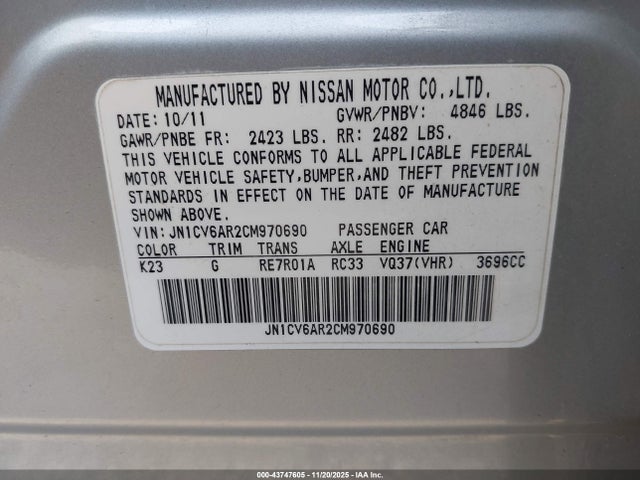 MANUFACTURED BY NISSAN MOTOR CO.,LTD.
DATE: 10/11 GVWR/PNBV: 4846 LBS.
GAWR/PNBE FR: 2423 LBS. RR: 2482 LBS.
THIS VEHICLE CONFORMS TO ALL APPLICABLE FEDERAL
MOTOR VEHICLE SAFETY,BUMPER,AND THEFT PREVENTION
STANDARDS IN EFFECT ON THE DATE OF MANUFACTURE
SHOWN ABOVE.
VIN: JN1CV6AR2CM970690 PASSENGER CAR
COLOR TRIM TRANS AXLE ENGINE
K23 G RE7R01A RC33 VQ37(VHR) 3696CC
JN1CV6AR2CM970690
000-43747605 - 11/20/2025 - IAA Inc.